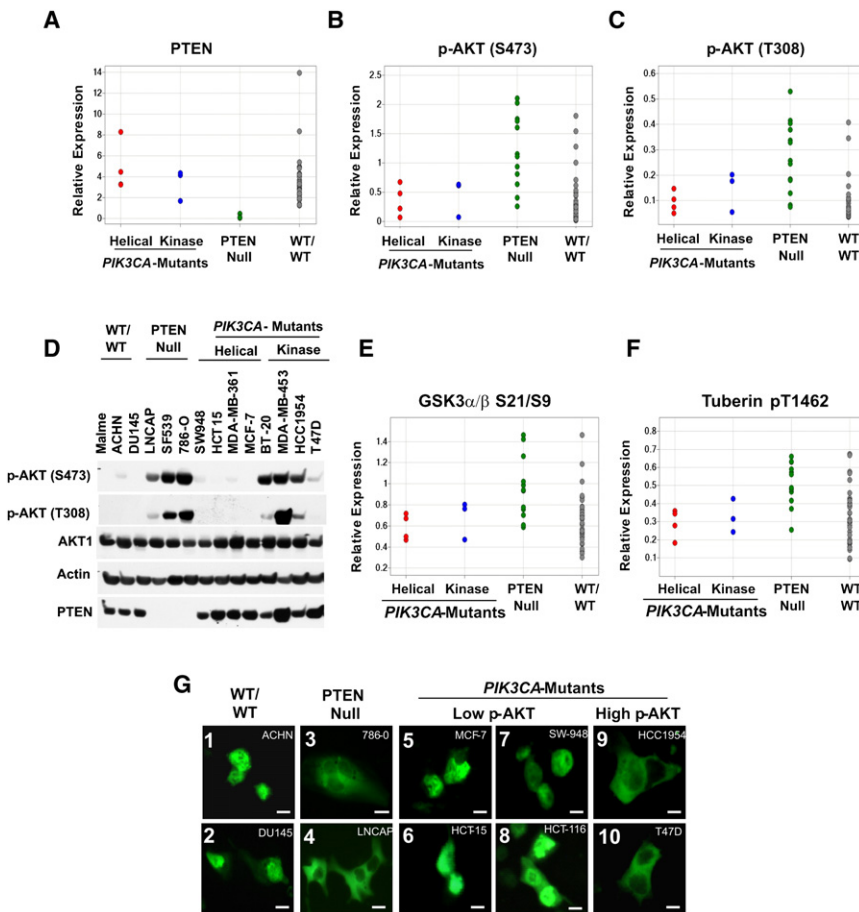 A
PTEN
Relative Expression
14
12
10
8
6
4
2
0
Helical
Kinase
PIK3CA-Mutants
PTEN
Null
WT/
WT
B
p-AKT (S473)
Relative Expression
2.5
2
1.5
1
0.5
0
Helical
Kinase
PIK3CA-Mutants
PTEN
Null
WT/
WT
C
p-AKT (T308)
Relative Expression
0.6
0.5
0.4
0.3
0.2
0.1
Helical
Kinase
PIK3CA-Mutants
PTEN
Null
WT
WT
D
WT/
WT
PTEN
Null
PIK3CA- Mutants
Helical
Kinase
Malme
ACHN
DU145
LNCAP
SF539
786-O
SW948
HCT15
MDA-MB-361
MCF-7
BT-20
MDA-MB-453
HCC1954
T47D
p-AKT (S473)
p-AKT (T308)
AKT1
Actin
PTEN
E
GSK3α/β S21/S9
Relative Expression
1.6
1.4
1.2
1
0.8
0.6
0.4
0.2
Helical
Kinase
PIK3CA-Mutants
PTEN
Null
WT/
WT
F
Tuberin pT1462
Relative Expression
0.8
0.7
0.6
0.5
0.4
0.3
0.2
0.1
Helical
Kinase
PIK3CA-Mutants
PTEN
Null
WT
WT
G
WT/
WT
PTEN
Null
PIK3CA-Mutants
Low p-AKT
High p-AKT
1
ACHN
3
786-0
5
MCF-7
7
SW-948
9
HCC1954
2
DU145
4
LNCAP
6
HCT-15
8
HCT-116
10
T47D